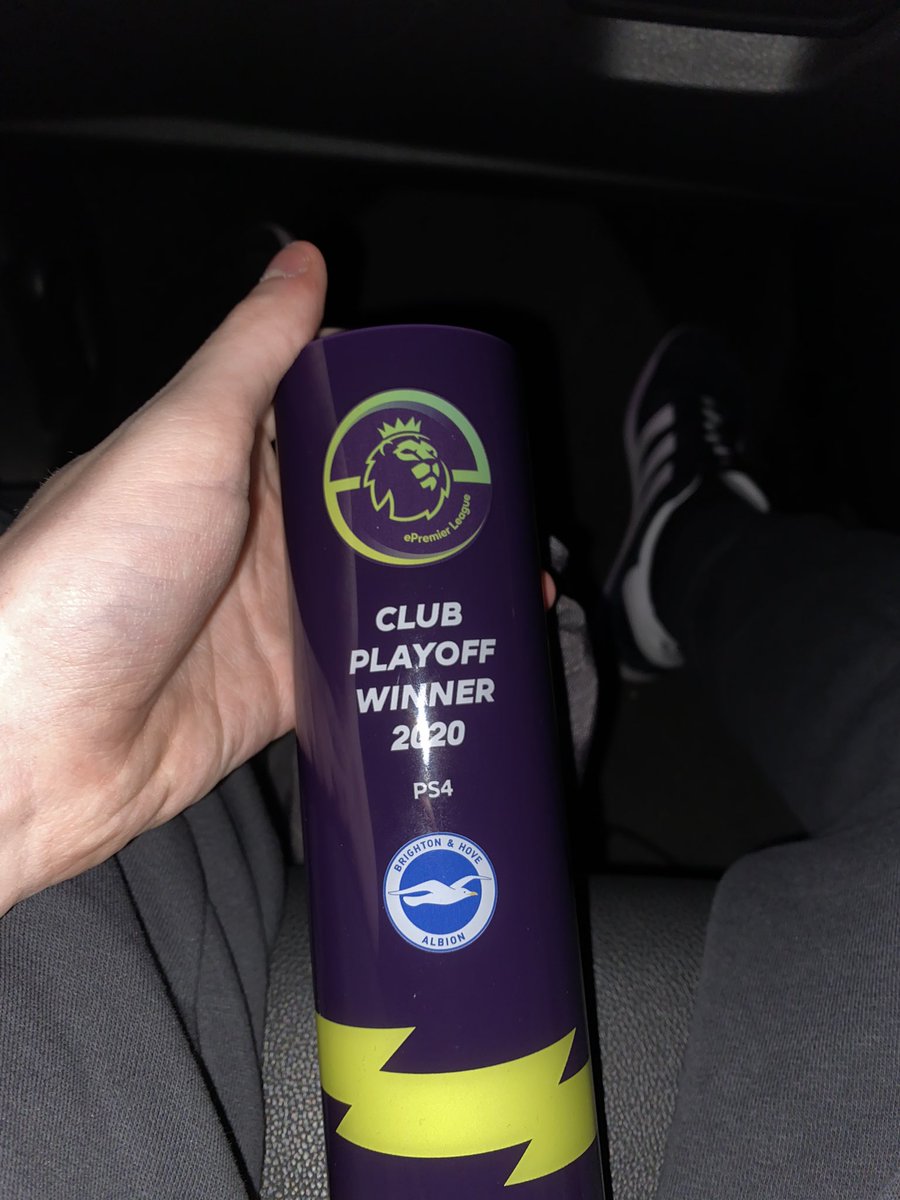 ePremier League
CLUB
PLAYOFF
WINNER
2020
PS4
BRIGHTON & HOVE
ALBION